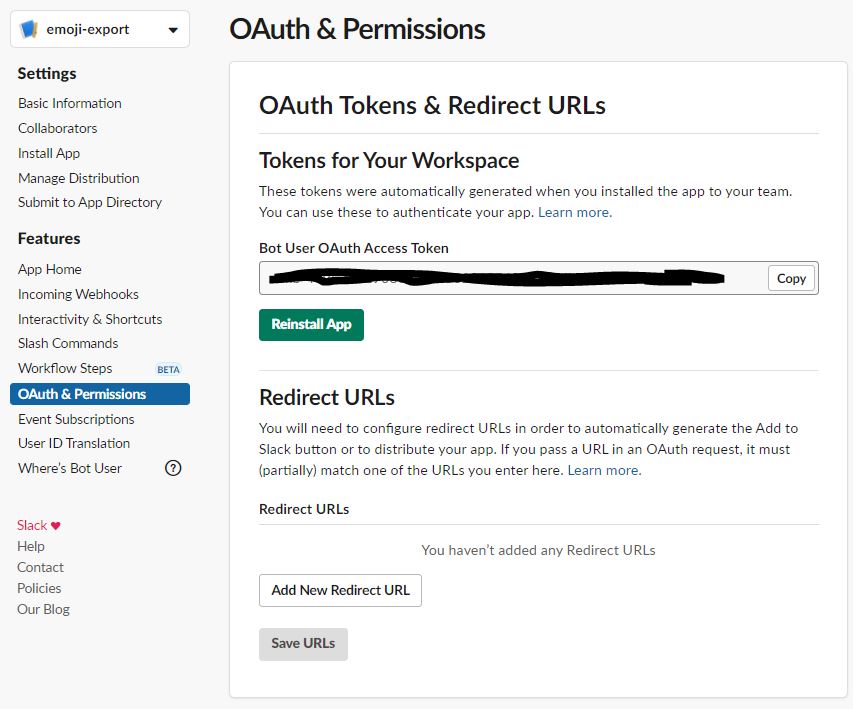 emoji-export
OAuth & Permissions
Settings
Basic Information
Collaborators
Install App
Manage Distribution
Submit to App Directory
Features
App Home
Incoming Webhooks
Interactivity & Shortcuts
Slash Commands
Workflow Steps BETA
OAuth & Permissions
Event Subscriptions
User ID Translation
Where's Bot User ?
Slack ♥
Help
Contact
Policies
Our Blog
OAuth Tokens & Redirect URLs
Tokens for Your Workspace
These tokens were automatically generated when you installed the app to your team.
You can use these to authenticate your app. Learn more.
Bot User OAuth Access Token
Copy
Reinstall App
Redirect URLs
You will need to configure redirect URLs in order to automatically generate the Add to
Slack button or to distribute your app. If you pass a URL in an OAuth request, it must
(partially) match one of the URLs you enter here. Learn more.
Redirect URLs
You haven't added any Redirect URLs
Add New Redirect URL
Save URLs